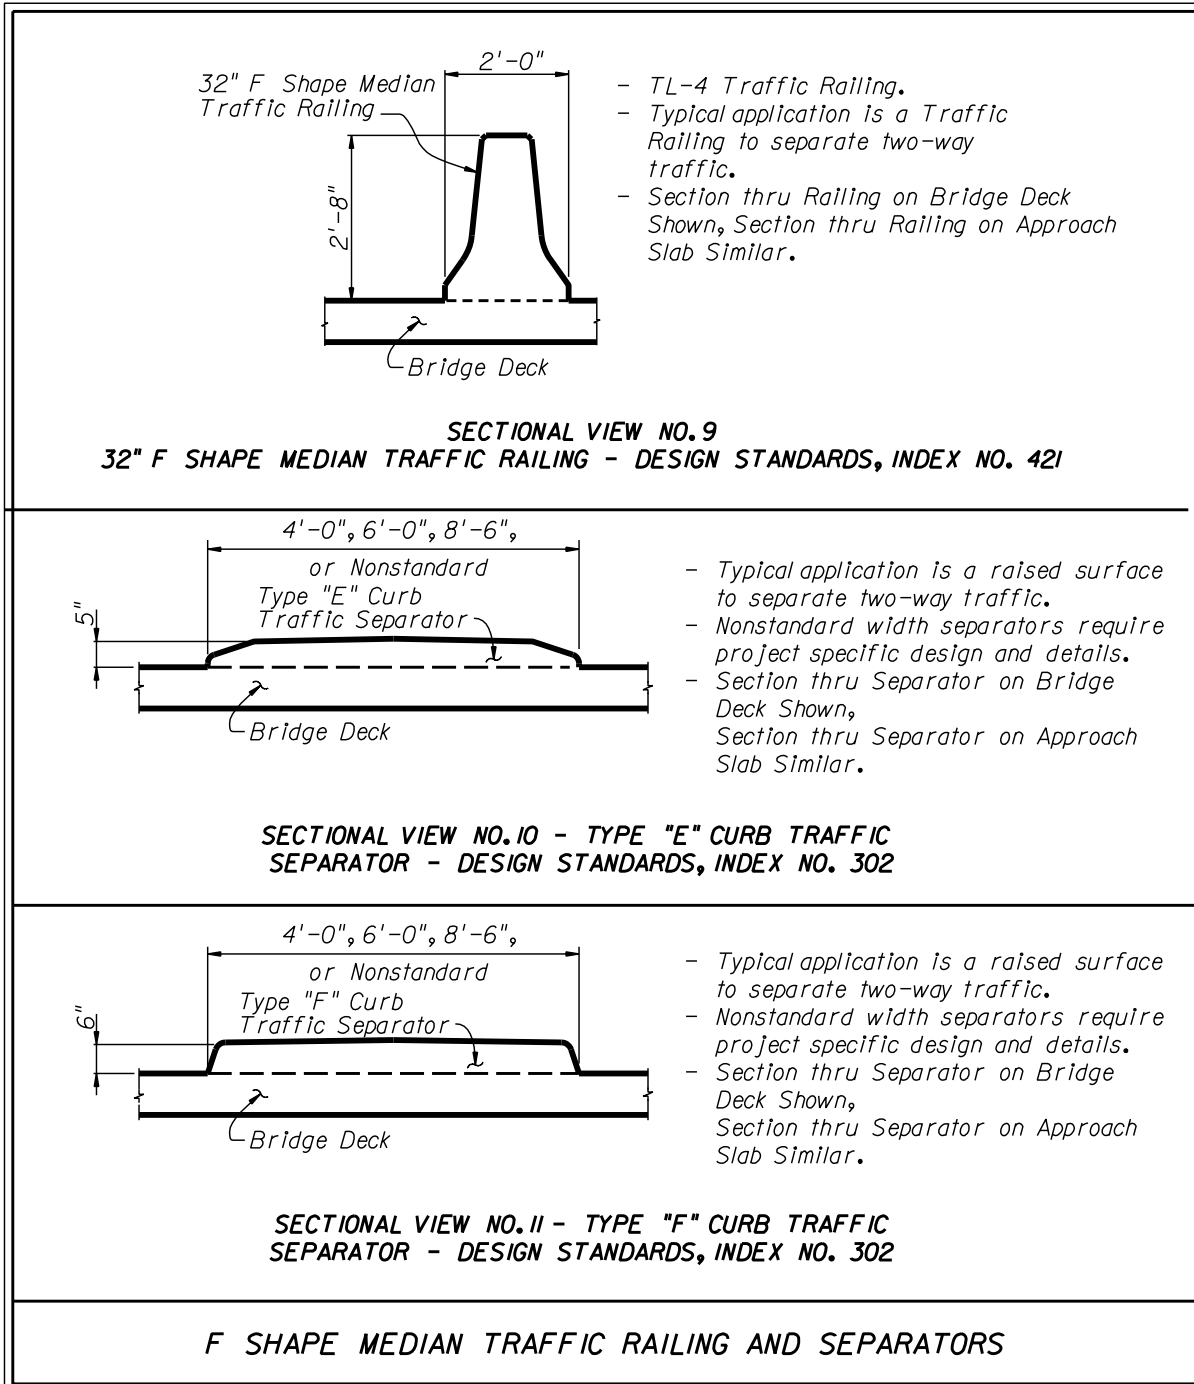 2'-0"
32" F Shape Median
Traffic Railing
2'-8"
Bridge Deck
- TL-4 Traffic Railing.
- Typical application is a Traffic
Railing to separate two-way
traffic.
- Section thru Railing on Bridge Deck
Shown, Section thru Railing on Approach
Slab Similar.
SECTIONAL VIEW NO. 9
32" F SHAPE MEDIAN TRAFFIC RAILING - DESIGN STANDARDS, INDEX NO. 421
4'-0", 6'-0", 8'-6",
or Nonstandard
Type "E" Curb
Traffic Separator
5"
Bridge Deck
- Typical application is a raised surface
to separate two-way traffic.
- Nonstandard width separators require
project specific design and details.
- Section thru Separator on Bridge
Deck Shown,
Section thru Separator on Approach
Slab Similar.
SECTIONAL VIEW NO. 10 - TYPE "E" CURB TRAFFIC
SEPARATOR - DESIGN STANDARDS, INDEX NO. 302
4'-0", 6'-0", 8'-6",
or Nonstandard
Type "F" Curb
Traffic Separator
6"
Bridge Deck
- Typical application is a raised surface
to separate two-way traffic.
- Nonstandard width separators require
project specific design and details.
- Section thru Separator on Bridge
Deck Shown,
Section thru Separator on Approach
Slab Similar.
SECTIONAL VIEW NO. 11 - TYPE "F" CURB TRAFFIC
SEPARATOR - DESIGN STANDARDS, INDEX NO. 302
F SHAPE MEDIAN TRAFFIC RAILING AND SEPARATORS